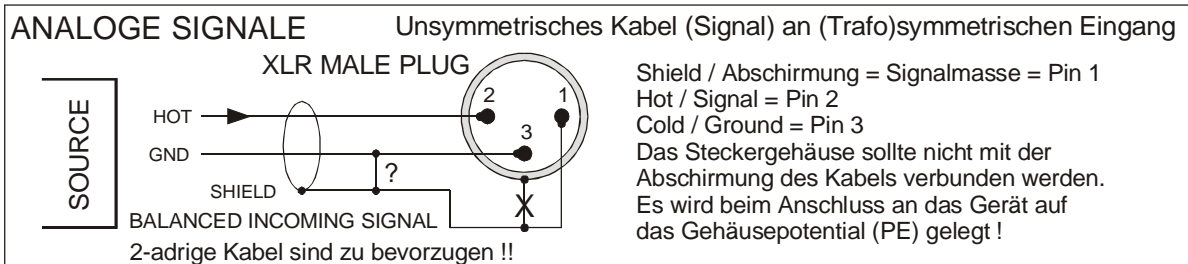 ANALOGE SIGNALE
Unsymmetrisches Kabel (Signal) an (Trafo)symmetrischen Eingang
XLR MALE PLUG
SOURCE
HOT
GND
SHIELD
?
2
1
3
X
BALANCED INCOMING SIGNAL
2-adrige Kabel sind zu bevorzugen !!
Shield / Abschirmung = Signalmasse = Pin 1
Hot / Signal = Pin 2
Cold / Ground = Pin 3
Das Steckergehäuse sollte nicht mit der
Abschirmung des Kabels verbunden werden.
Es wird beim Anschluss an das Gerät auf
das Gehäusepotential (PE) gelegt !